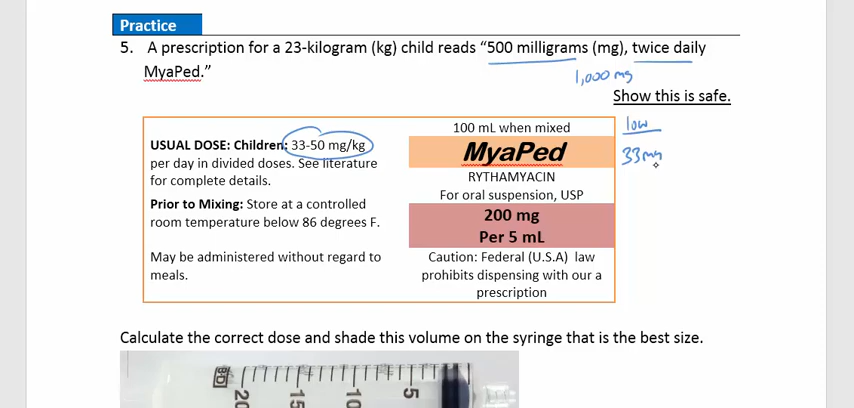 Practice
5. A prescription for a 23-kilogram (kg) child reads “500 milligrams (mg), twice daily
MyaPed.”
1,000 mg
Show this is safe.
low
33mg
USUAL DOSE: Children: 33-50 mg/kg
per day in divided doses. See literature
for complete details.
Prior to Mixing: Store at a controlled
room temperature below 86 degrees F.
May be administered without regard to
meals.
100 mL when mixed
MyaPed
RYTHAMYACIN
For oral suspension, USP
200 mg
Per 5 mL
Caution: Federal (U.S.A) law
prohibits dispensing with our a
prescription
Calculate the correct dose and shade this volume on the syringe that is the best size.
BD
20
15
10
5